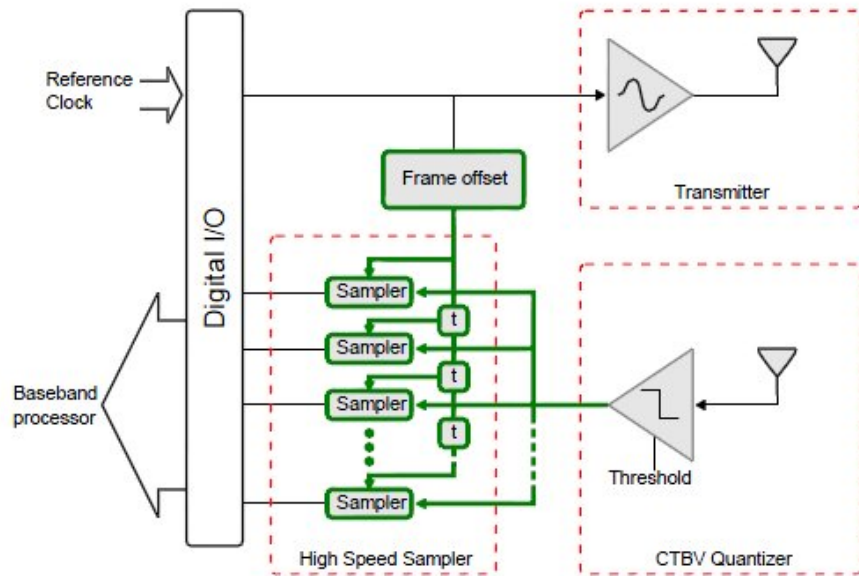 Reference
Clock
Digital I/O
Frame offset
Transmitter
Sampler
t
Sampler
t
Sampler
t
Sampler
Baseband
processor
Threshold
High Speed Sampler
CTBV Quantizer